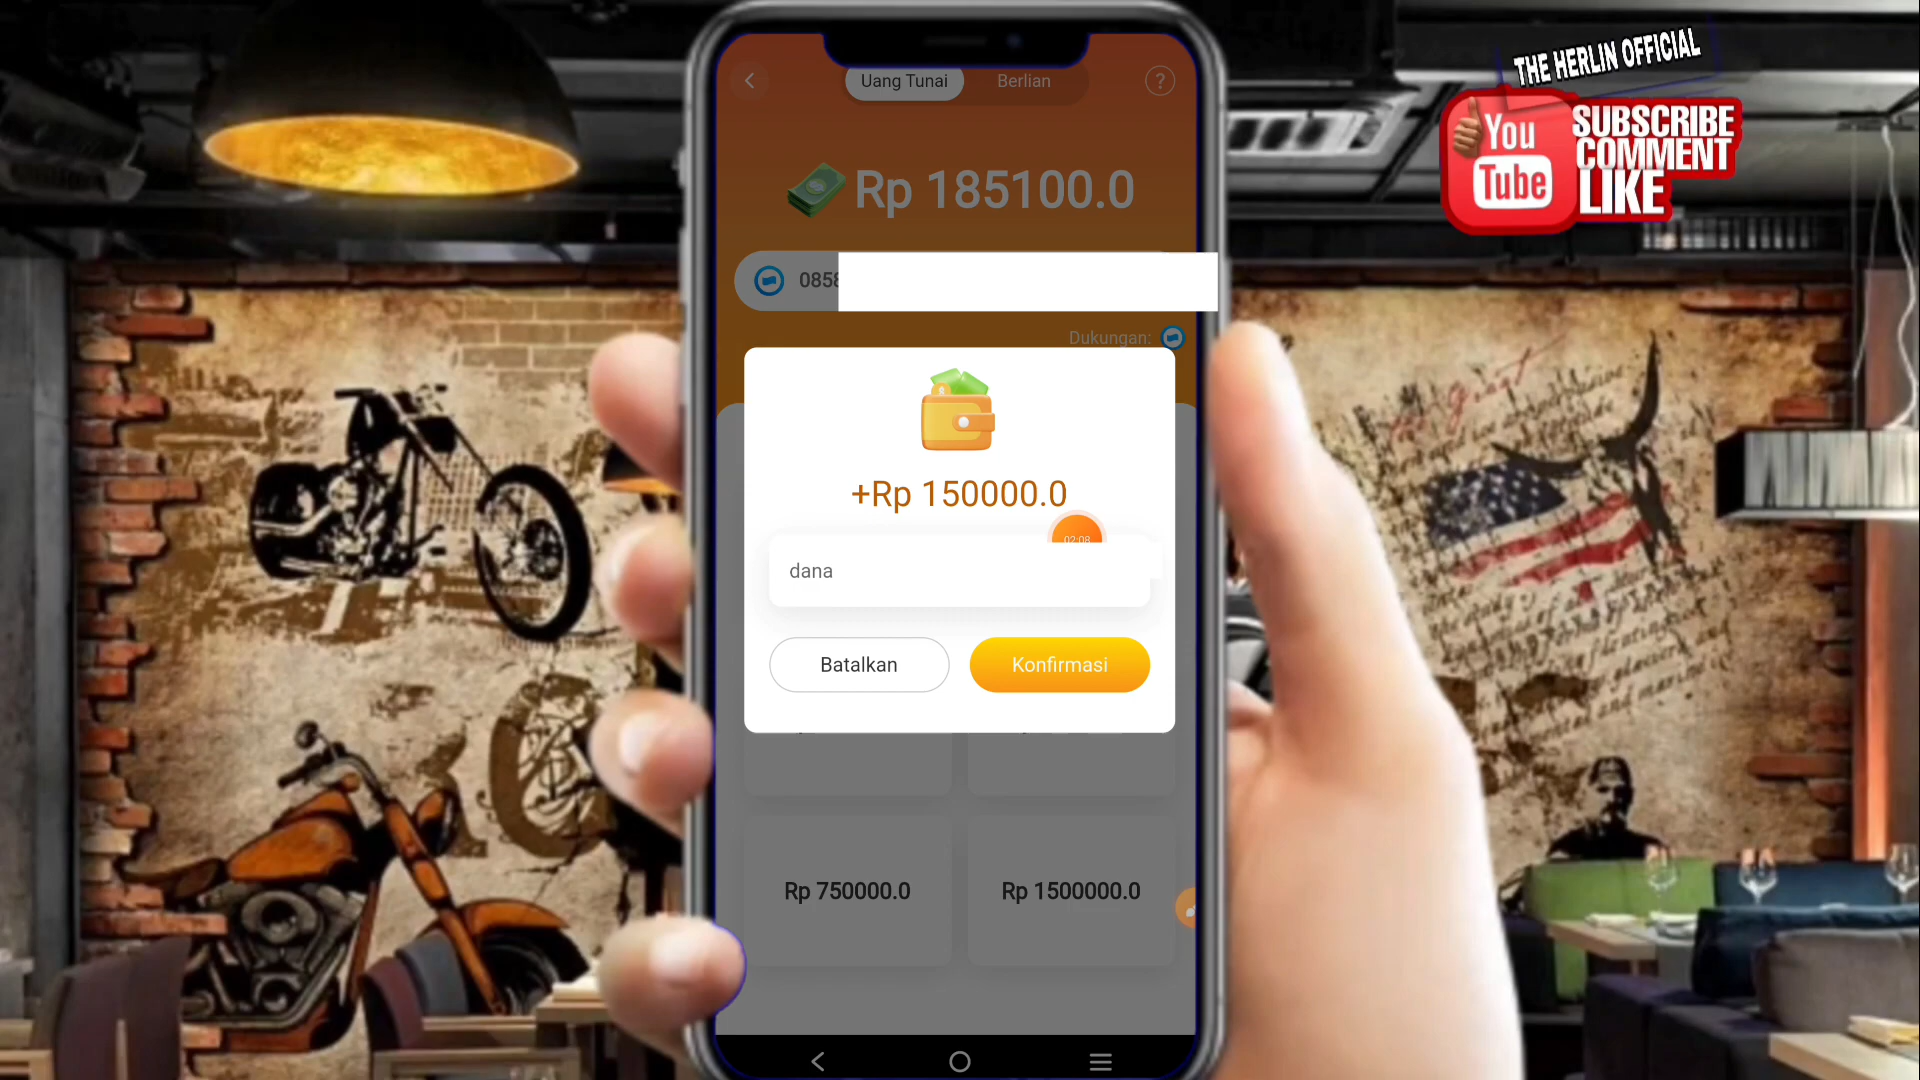 THE HERLIN OFFICIAL
You
Tube
SUBSCRIBE
COMMENT
LIKE
Uang Tunai
Berlian
?
Rp 185100.0
0858
Dukungan:
+Rp 150000.0
02:08
dana
Batalkan
Konfirmasi
Rp 750000.0
Rp 1500000.0